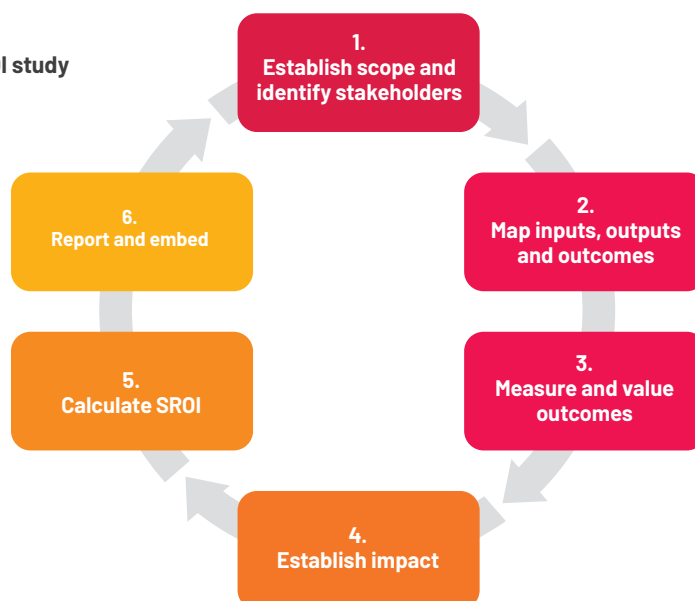 study
1.
Establish scope and
identify stakeholders
2.
Map inputs, outputs
and outcomes
3.
Measure and value
outcomes
4.
Establish impact
5.
Calculate SROI
6.
Report and embed